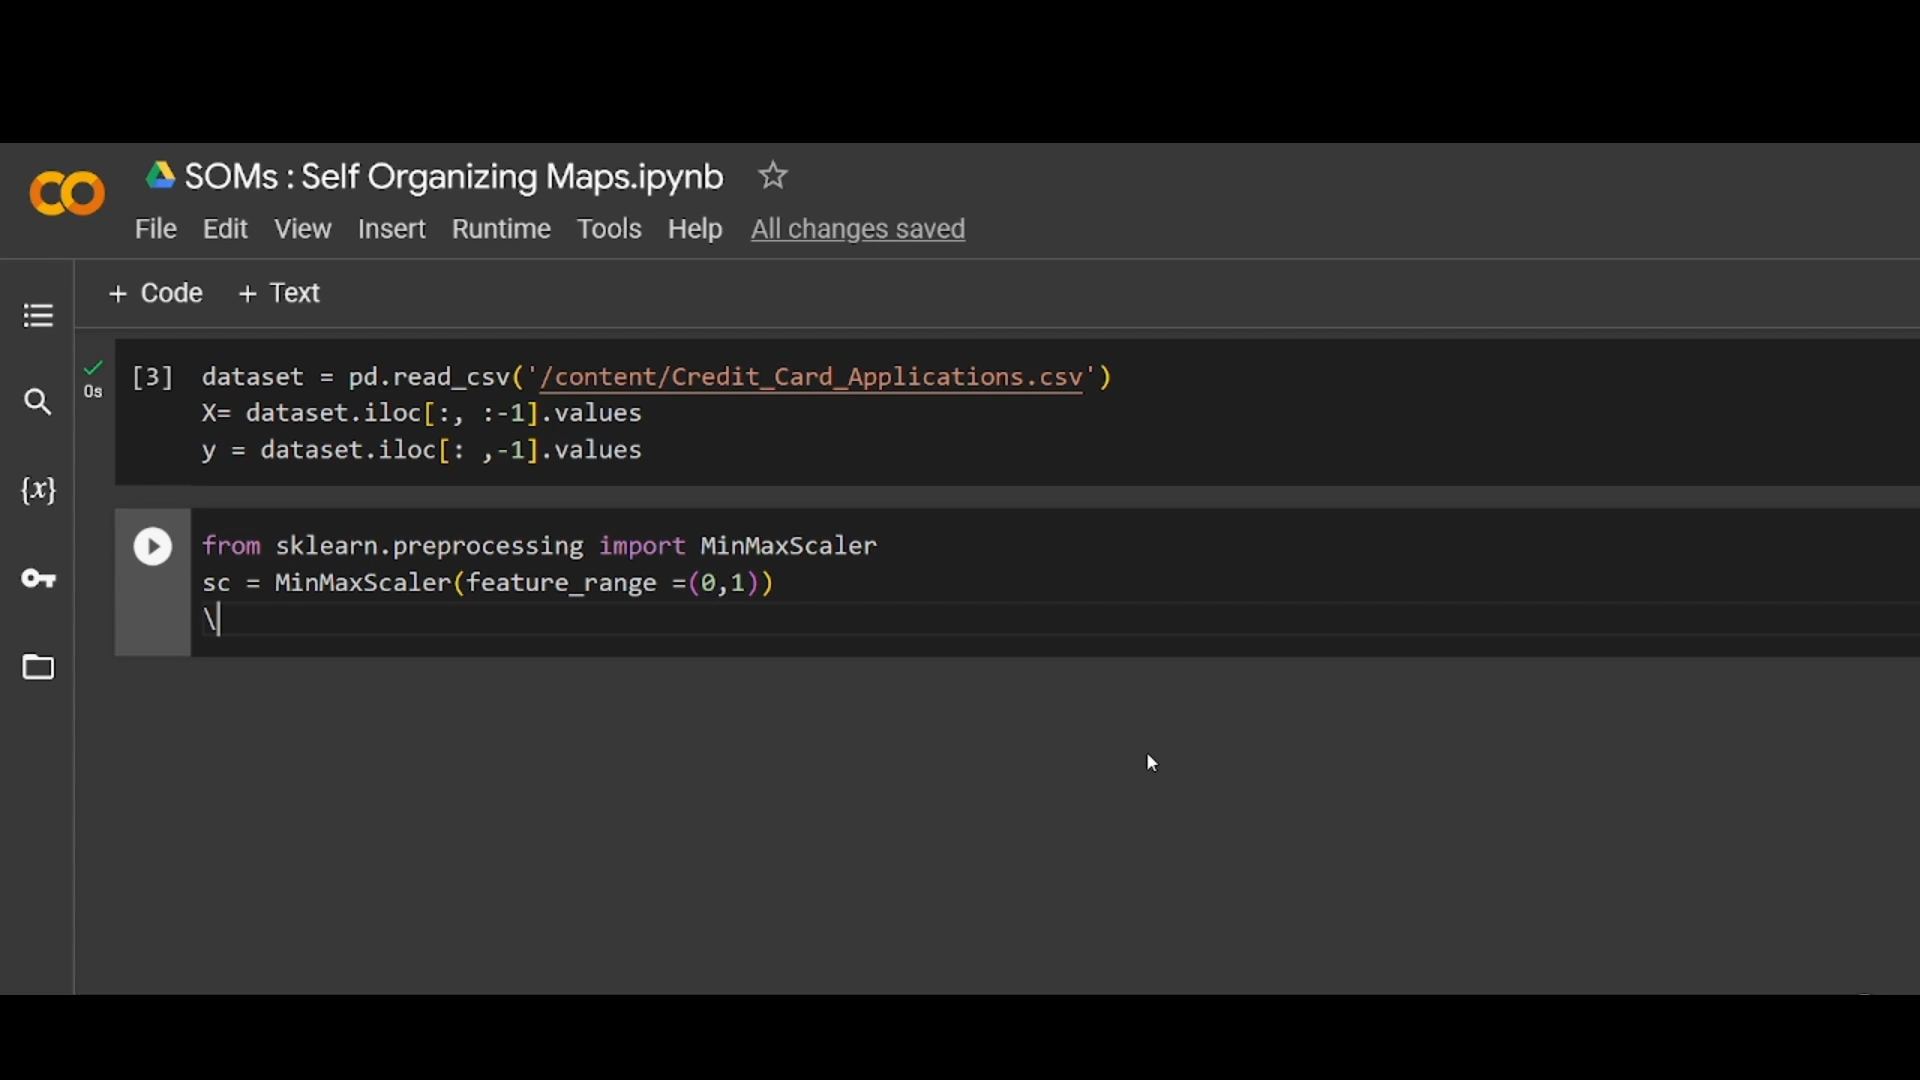 SOMs : Self Organizing Maps.ipynb
File Edit View Insert Runtime Tools Help All changes saved
+ Code + Text
[3] dataset = pd.read_csv('/content/Credit_Card_Applications.csv')
0s
X= dataset.iloc[:, :-1].values
y = dataset.iloc[: ,-1].values
{x}
from sklearn.preprocessing import MinMaxScaler
sc = MinMaxScaler(feature_range =(0,1))
\